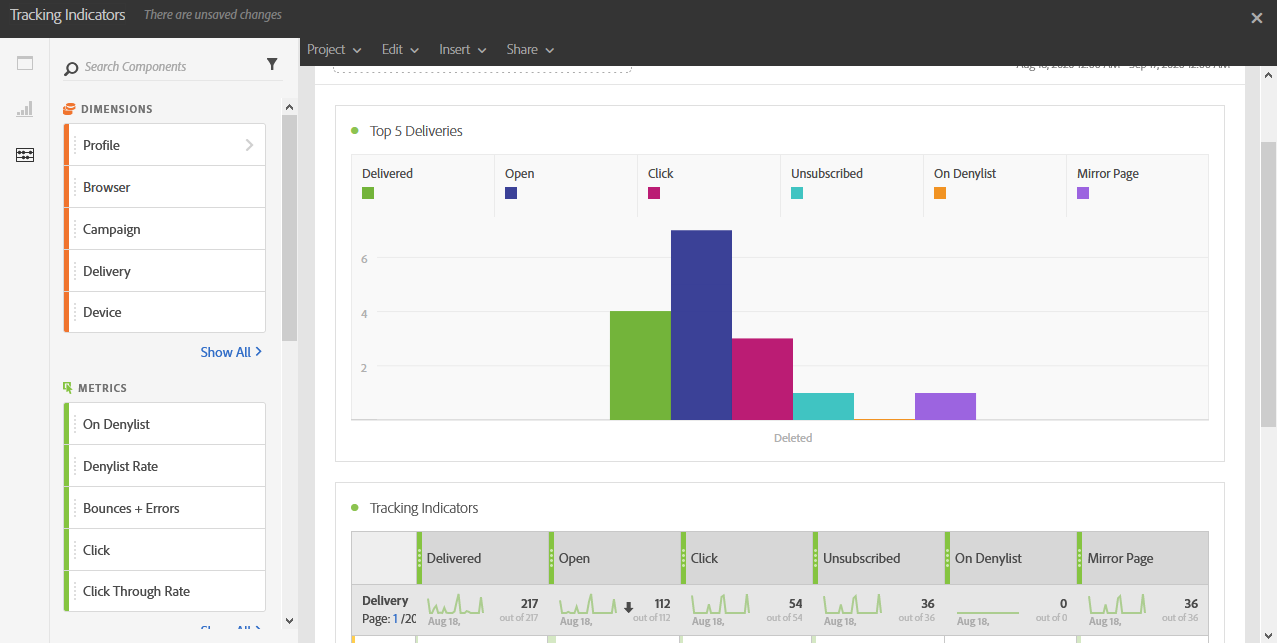 Tracking Indicators There are unsaved changes
Project Edit Insert Share
Search Components
DIMENSIONS
Profile
Browser
Campaign
Delivery
Device
Show All
METRICS
On Denylist
Denylist Rate
Bounces + Errors
Click
Click Through Rate
Show All
Top 5 Deliveries
Delivered Open Click Unsubscribed On Denylist Mirror Page
6
4
2
Deleted
Tracking Indicators
Delivered Open Click Unsubscribed On Denylist Mirror Page
Delivery 217 112 54 36 0 36
Page: 1 /20 Aug 18, out of 217 Aug 18, out of 112 Aug 18, out of 54 Aug 18, out of 36 Aug 18, out of 0 Aug 18, out of 36